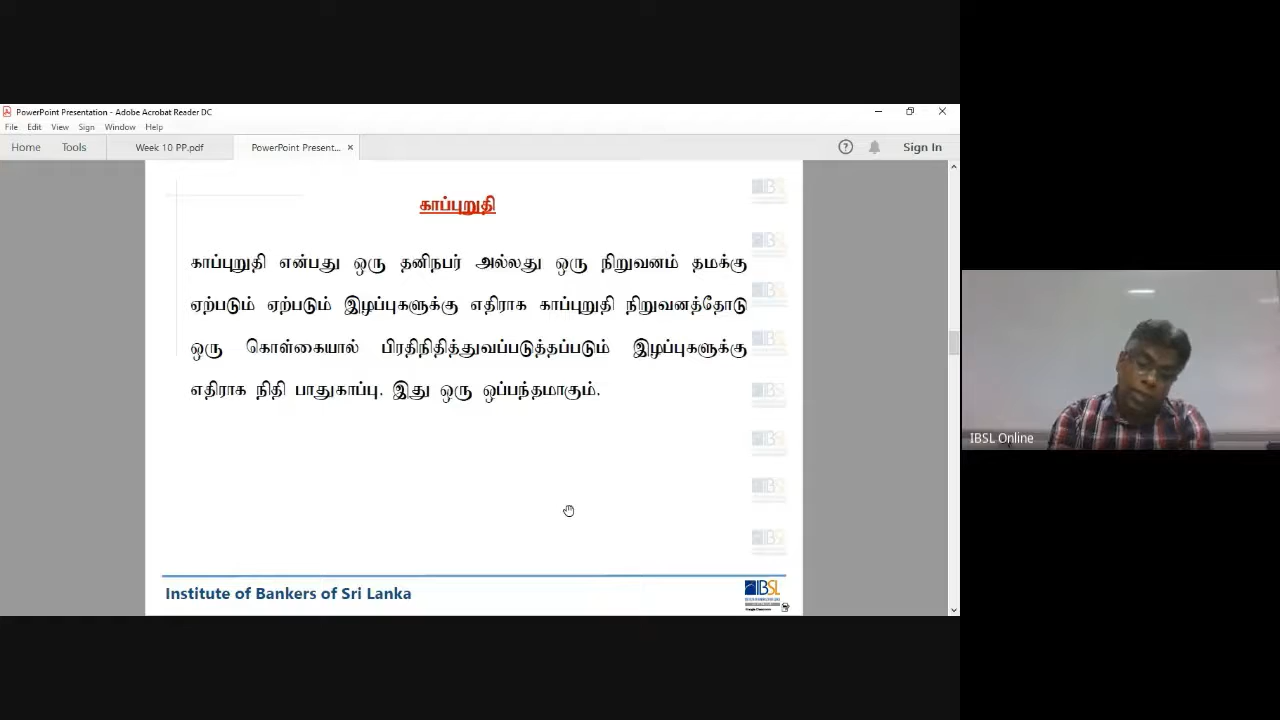 PowerPoint Presentation - Adobe Acrobat Reader DC
File Edit View Sign Window Help
Home Tools Week 10 PP.pdf PowerPoint Present... × Sign In
காப்புறுதி
காப்புறுதி என்பது ஒரு தனிநபர் அல்லது ஒரு நிறுவனம் தமக்கு
ஏற்படும் ஏற்படும் இழப்புகளுக்கு எதிராக காப்புறுதி நிறுவனத்தோடு
ஒரு கொள்கையால் பிரதிநிதித்துவப்படுத்தப்படும் இழப்புகளுக்கு
எதிராக நிதி பாதுகாப்பு. இது ஒரு ஒப்பந்தமாகும்.
Institute of Bankers of Sri Lanka
IBSL
IBSL Online